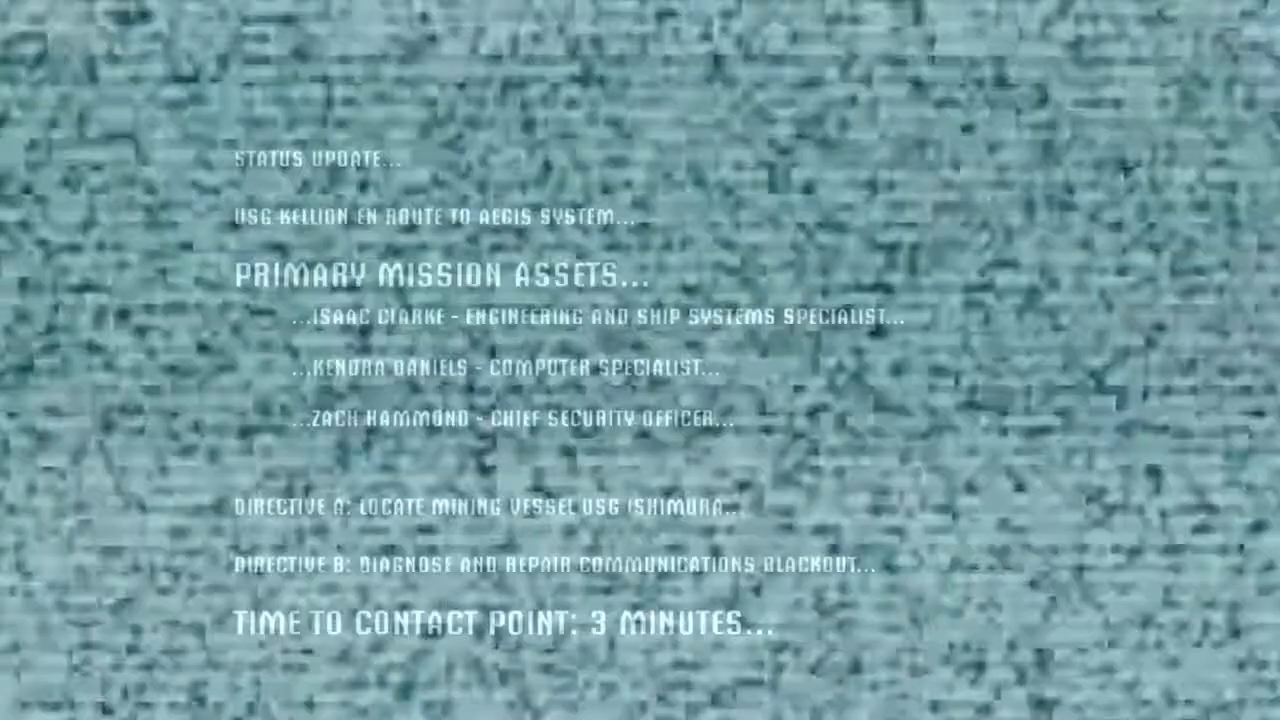 STATUS UPDATE...
USG KELLION EN ROUTE TO AEGIS SYSTEM...
PRIMARY MISSION ASSETS...
...ISAAC CLARKE - ENGINEERING AND SHIP SYSTEMS SPECIALIST...
...KENDRA DANIELS - COMPUTER SPECIALIST...
...ZACH HAMMOND - CHIEF SECURITY OFFICER...
DIRECTIVE A: LOCATE MINING VESSEL USG ISHIMURA...
DIRECTIVE B: DIAGNOSE AND REPAIR COMMUNICATIONS BLACKOUT...
TIME TO CONTACT POINT: 3 MINUTES...